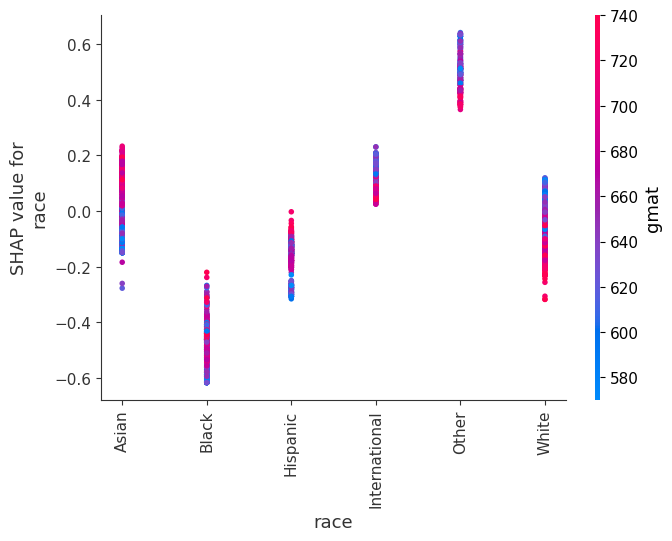 SHAP value for
race
0.6
0.4
0.2
0.0
−0.2
−0.4
−0.6
Asian
Black
Hispanic
International
Other
White
race
740
720
700
680
660
640
620
600
580
gmat